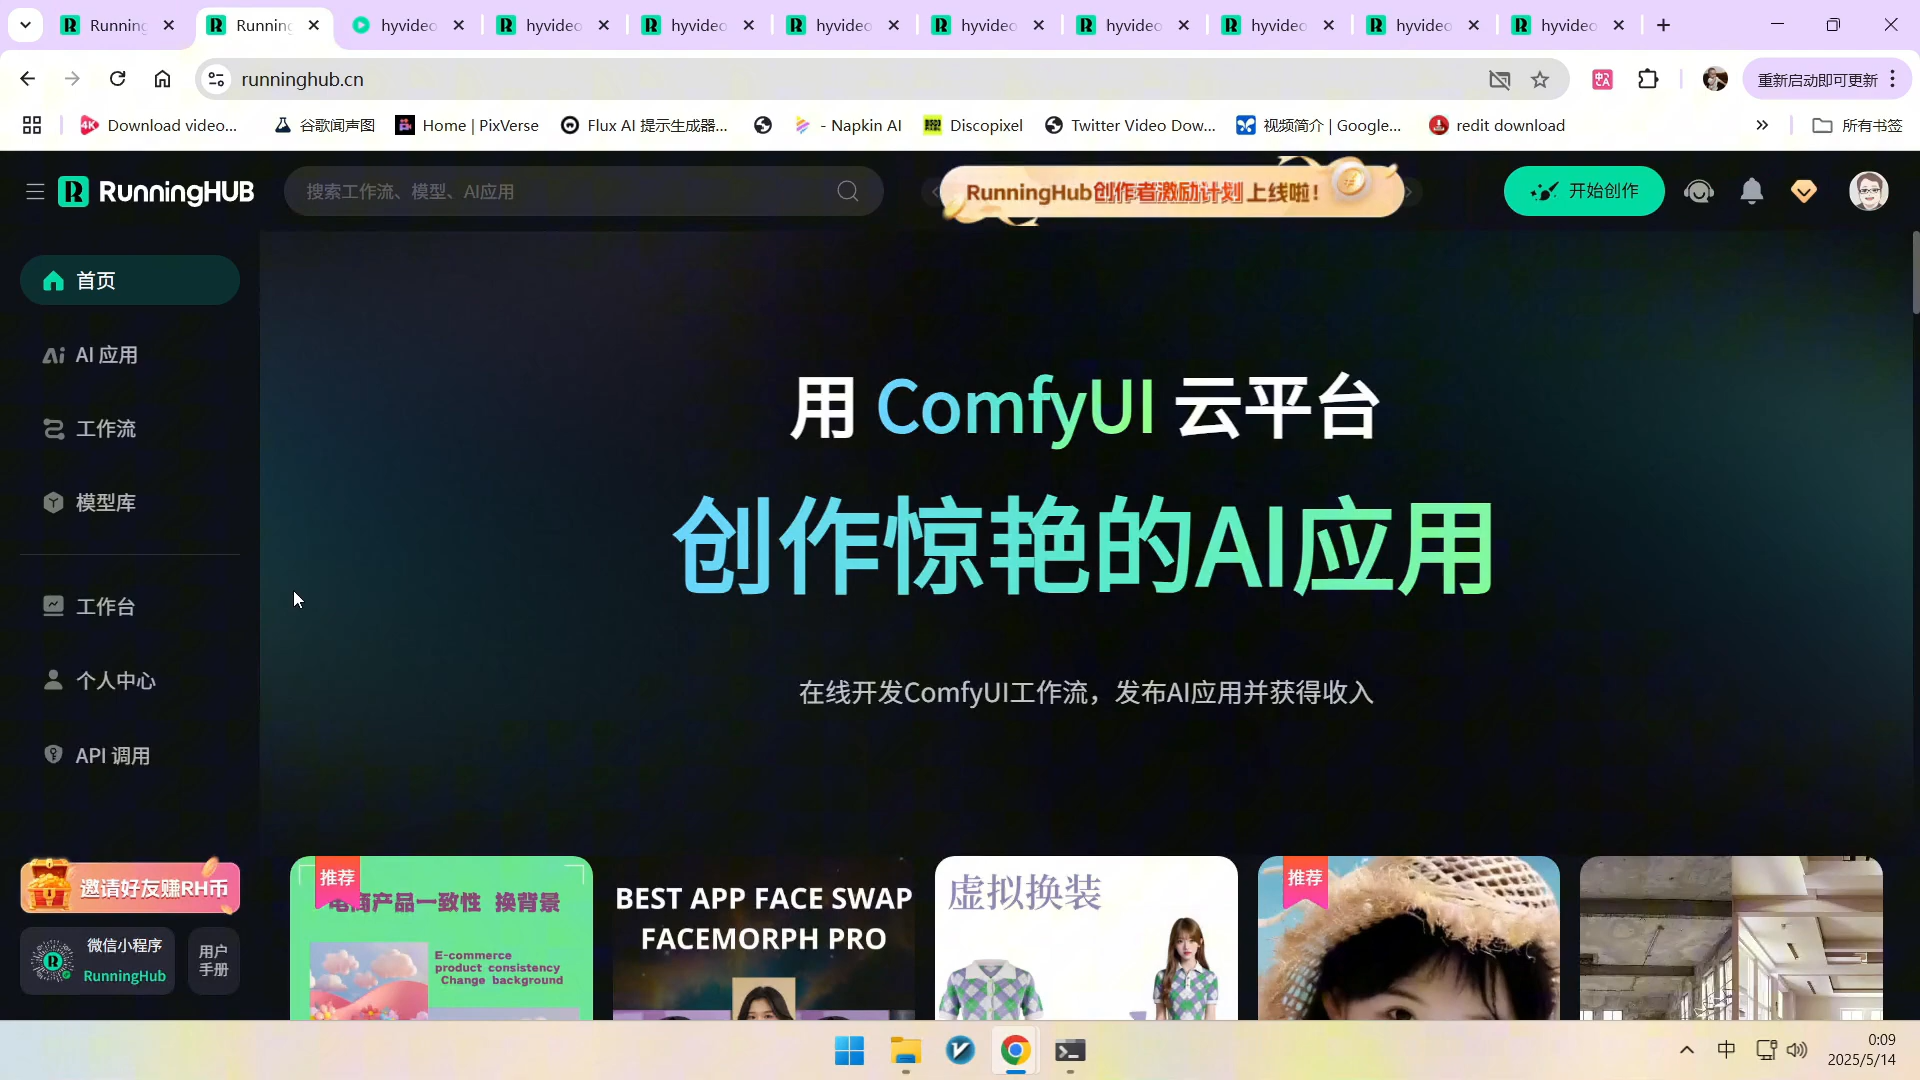 Running
Running
hyvideo
hyvideo
hyvideo
hyvideo
hyvideo
hyvideo
hyvideo
hyvideo
hyvideo
runninghub.cn
重新启动即可更新
4K
Download video...
谷歌闻声图
Home | PixVerse
Flux AI 提示生成器...
- Napkin AI
Discopixel
Twitter Video Dow...
视频简介 | Google...
redit download
所有书签
RunningHUB
搜索工作流、模型、AI应用
RunningHub创作者激励计划 上线啦!
开始创作
首页
AI 应用
工作流
模型库
工作台
个人中心
API 调用
用 ComfyUI 云平台
创作惊艳的AI应用
在线开发ComfyUI工作流，发布AI应用并获得收入
邀请好友赚RH币
微信小程序
RunningHub
用户
手册
推荐
电商产品一致性 换背景
E-commerce
product consistency
Change background
BEST APP FACE SWAP
FACEMORPH PRO
虚拟换装
推荐
中
0:09
2025/5/14